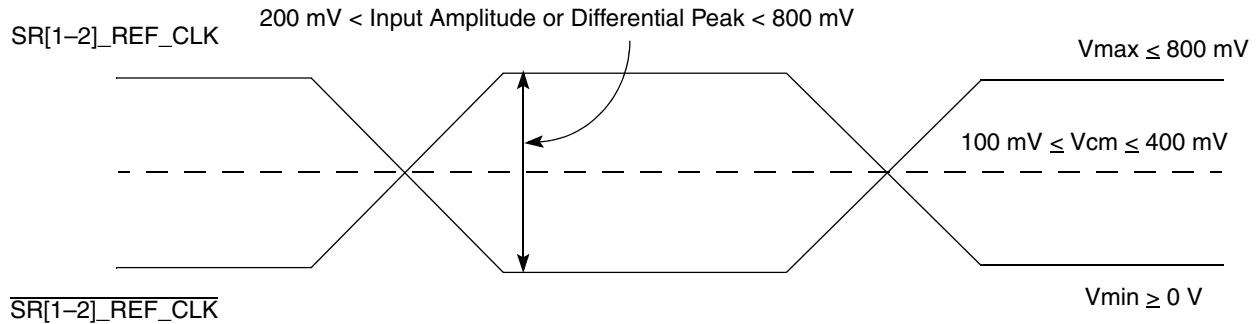 200 mV < Input Amplitude or Differential Peak < 800 mV
SR[1–2]_REF_CLK
Vmax ≤ 800 mV
100 mV ≤ Vcm ≤ 400 mV
Vmin ≥ 0 V
SR[1–2]_REF_CLK